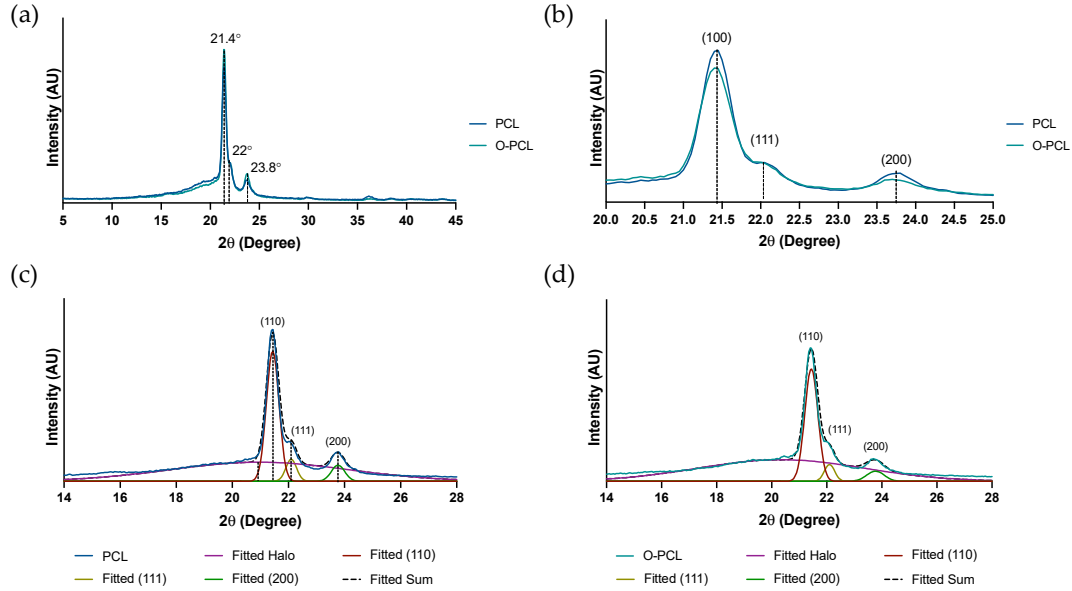 (a)
Intensity (AU)
21.4°
22°
23.8°
5 10 15 20 25 30 35 40 45
2θ (Degree)
PCL
O-PCL
(b)
Intensity (AU)
(100)
(111)
(200)
20.0 20.5 21.0 21.5 22.0 22.5 23.0 23.5 24.0 24.5 25.0
2θ (Degree)
PCL
O-PCL
(c)
Intensity (AU)
(110)
(111)
(200)
14 16 18 20 22 24 26 28
2θ (Degree)
PCL Fitted Halo Fitted (110)
Fitted (111) Fitted (200) Fitted Sum
(d)
Intensity (AU)
(110)
(111)
(200)
14 16 18 20 22 24 26 28
2θ (Degree)
O-PCL Fitted Halo Fitted (110)
Fitted (111) Fitted (200) Fitted Sum